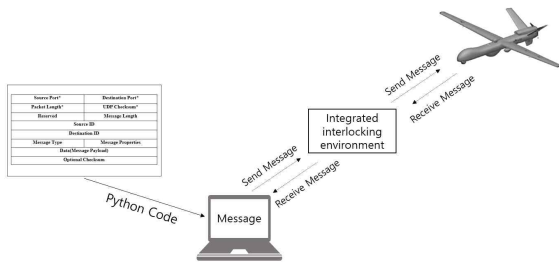 Source Port* Destination Port*
Packet Length* UDP Checksum*
Reserved Message Length
Source ID
Destination ID
Message Type Message Properties
Data(Message Payload)
Optional Checksum
Python Code
Message
Send Message
Receive Message
Integrated
interlocking
environment
Send Message
Receive Message